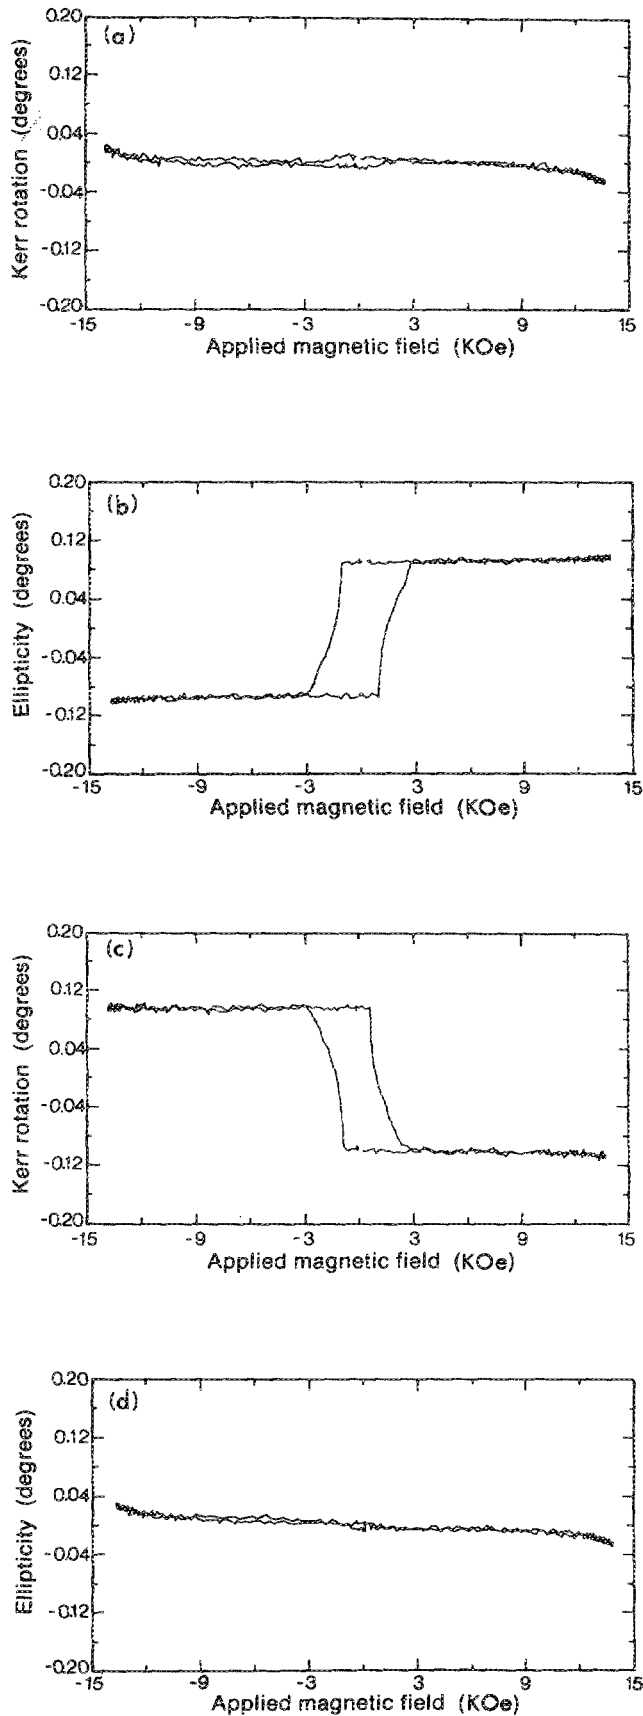 (a)
Kerr rotation (degrees)
0.20
0.12
0.04
-0.04
-0.12
-0.20
-15 -9 -3 3 9 15
Applied magnetic field (KOe)
(b)
Ellipticity (degrees)
0.20
0.12
0.04
-0.04
-0.12
-0.20
-15 -9 -3 3 9 15
Applied magnetic field (KOe)
(c)
Kerr rotation (degrees)
0.20
0.12
0.04
-0.04
-0.12
-0.20
-15 -9 -3 3 9 15
Applied magnetic field (KOe)
(d)
Ellipticity (degrees)
0.20
0.12
0.04
-0.04
-0.12
-0.20
-15 -9 -3 3 9 15
Applied magnetic field (KOe)